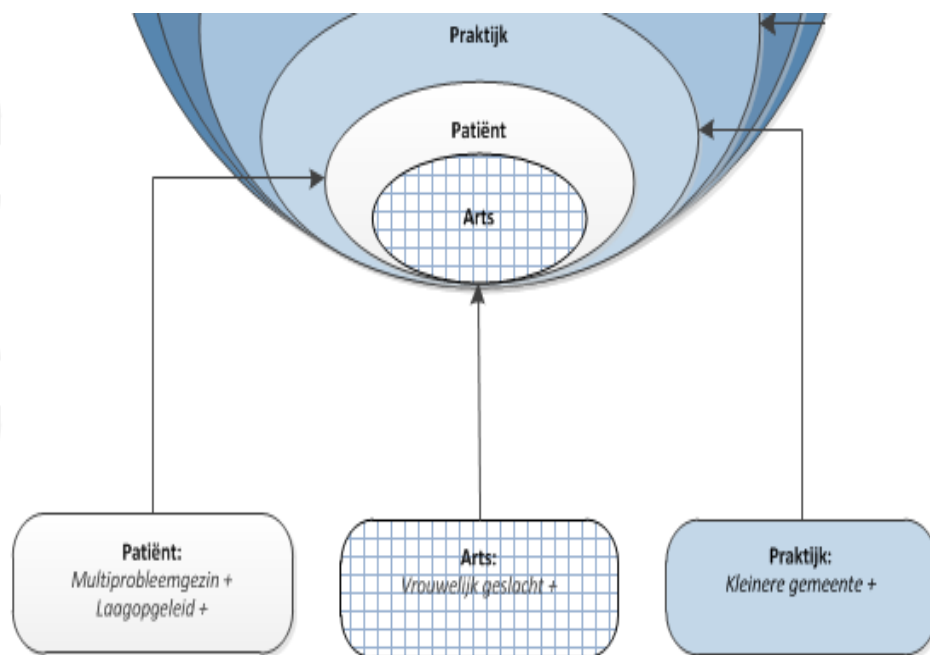 Praktijk
Patiënt
Arts
Patiënt:
Multiprobleemgezin +
Laagopgeleid +
Arts:
Vrouwelijk geslacht +
Praktijk:
Kleinere gemeente +